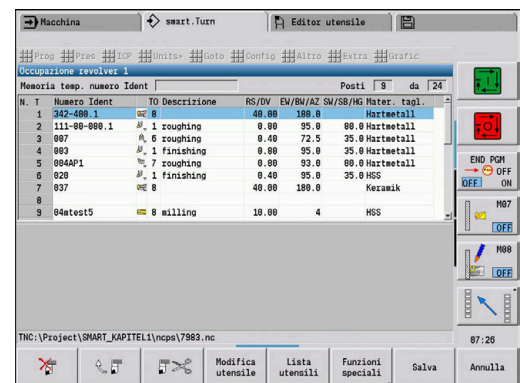 Macchina smart.Turn Editor utensile
Prog Pres ICP Units» Goto Config Altro Extra Grafic
Occupazione revolver 1
Memoria temp. numero Ident Posti 9 da 24
N. T Numero Ident TO Descrizione RS/DV EW/BW/AZ SW/SB/HG Mater. tagl.
1 342-400.1 8 40.00 180.0 Hartmetall
2 111-80-080.1 1 roughing 0.80 95.0 80.0 Hartmetall
3 007 6 roughing 0.40 72.5 35.0 Hartmetall
4 003 1 finishing 0.80 95.0 80.0 Hartmetall
5 004AP1 7 roughing 0.80 93.0 80.0 Hartmetall
6 020 1 finishing 0.40 95.0 35.0 HSS
7 037 8 40.00 180.0 Keramik
8
9 04mtest5 8 milling 10.00 4 HSS
TNC:\Project\SMART_KAPITEL1\ncps\7983.nc
END PGM
OFF
OFF ON
M07
OFF
M08
OFF
07:26
Modifica utensile
Lista utensili
Funzioni speciali
Salva
Annulla